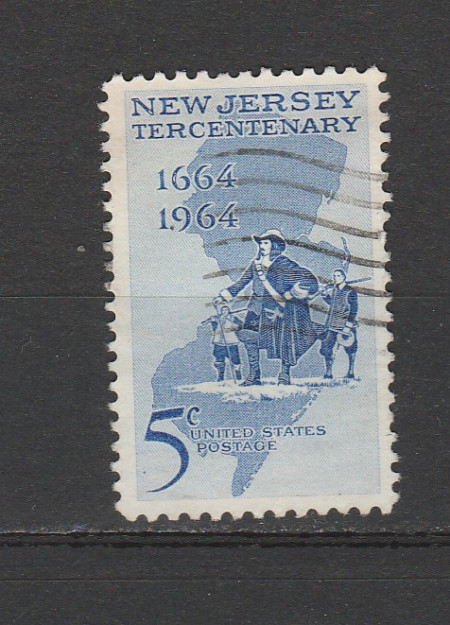 NEW JERSEY
TERCENTENARY
1664
1964
5c
UNITED STATES
POSTAGE